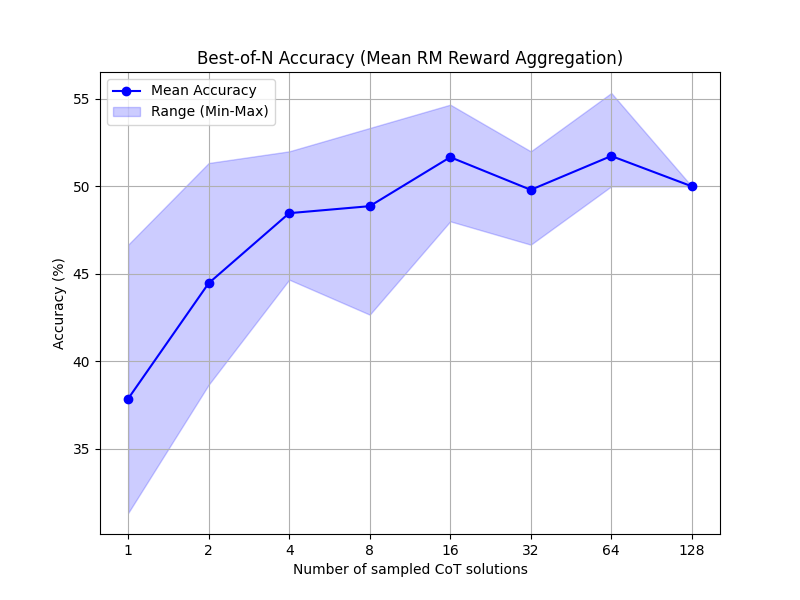 Best-of-N Accuracy (Mean RM Reward Aggregation)
Mean Accuracy
Range (Min-Max)
55
50
45
40
35
Accuracy (%)
1 2 4 8 16 32 64 128
Number of sampled CoT solutions